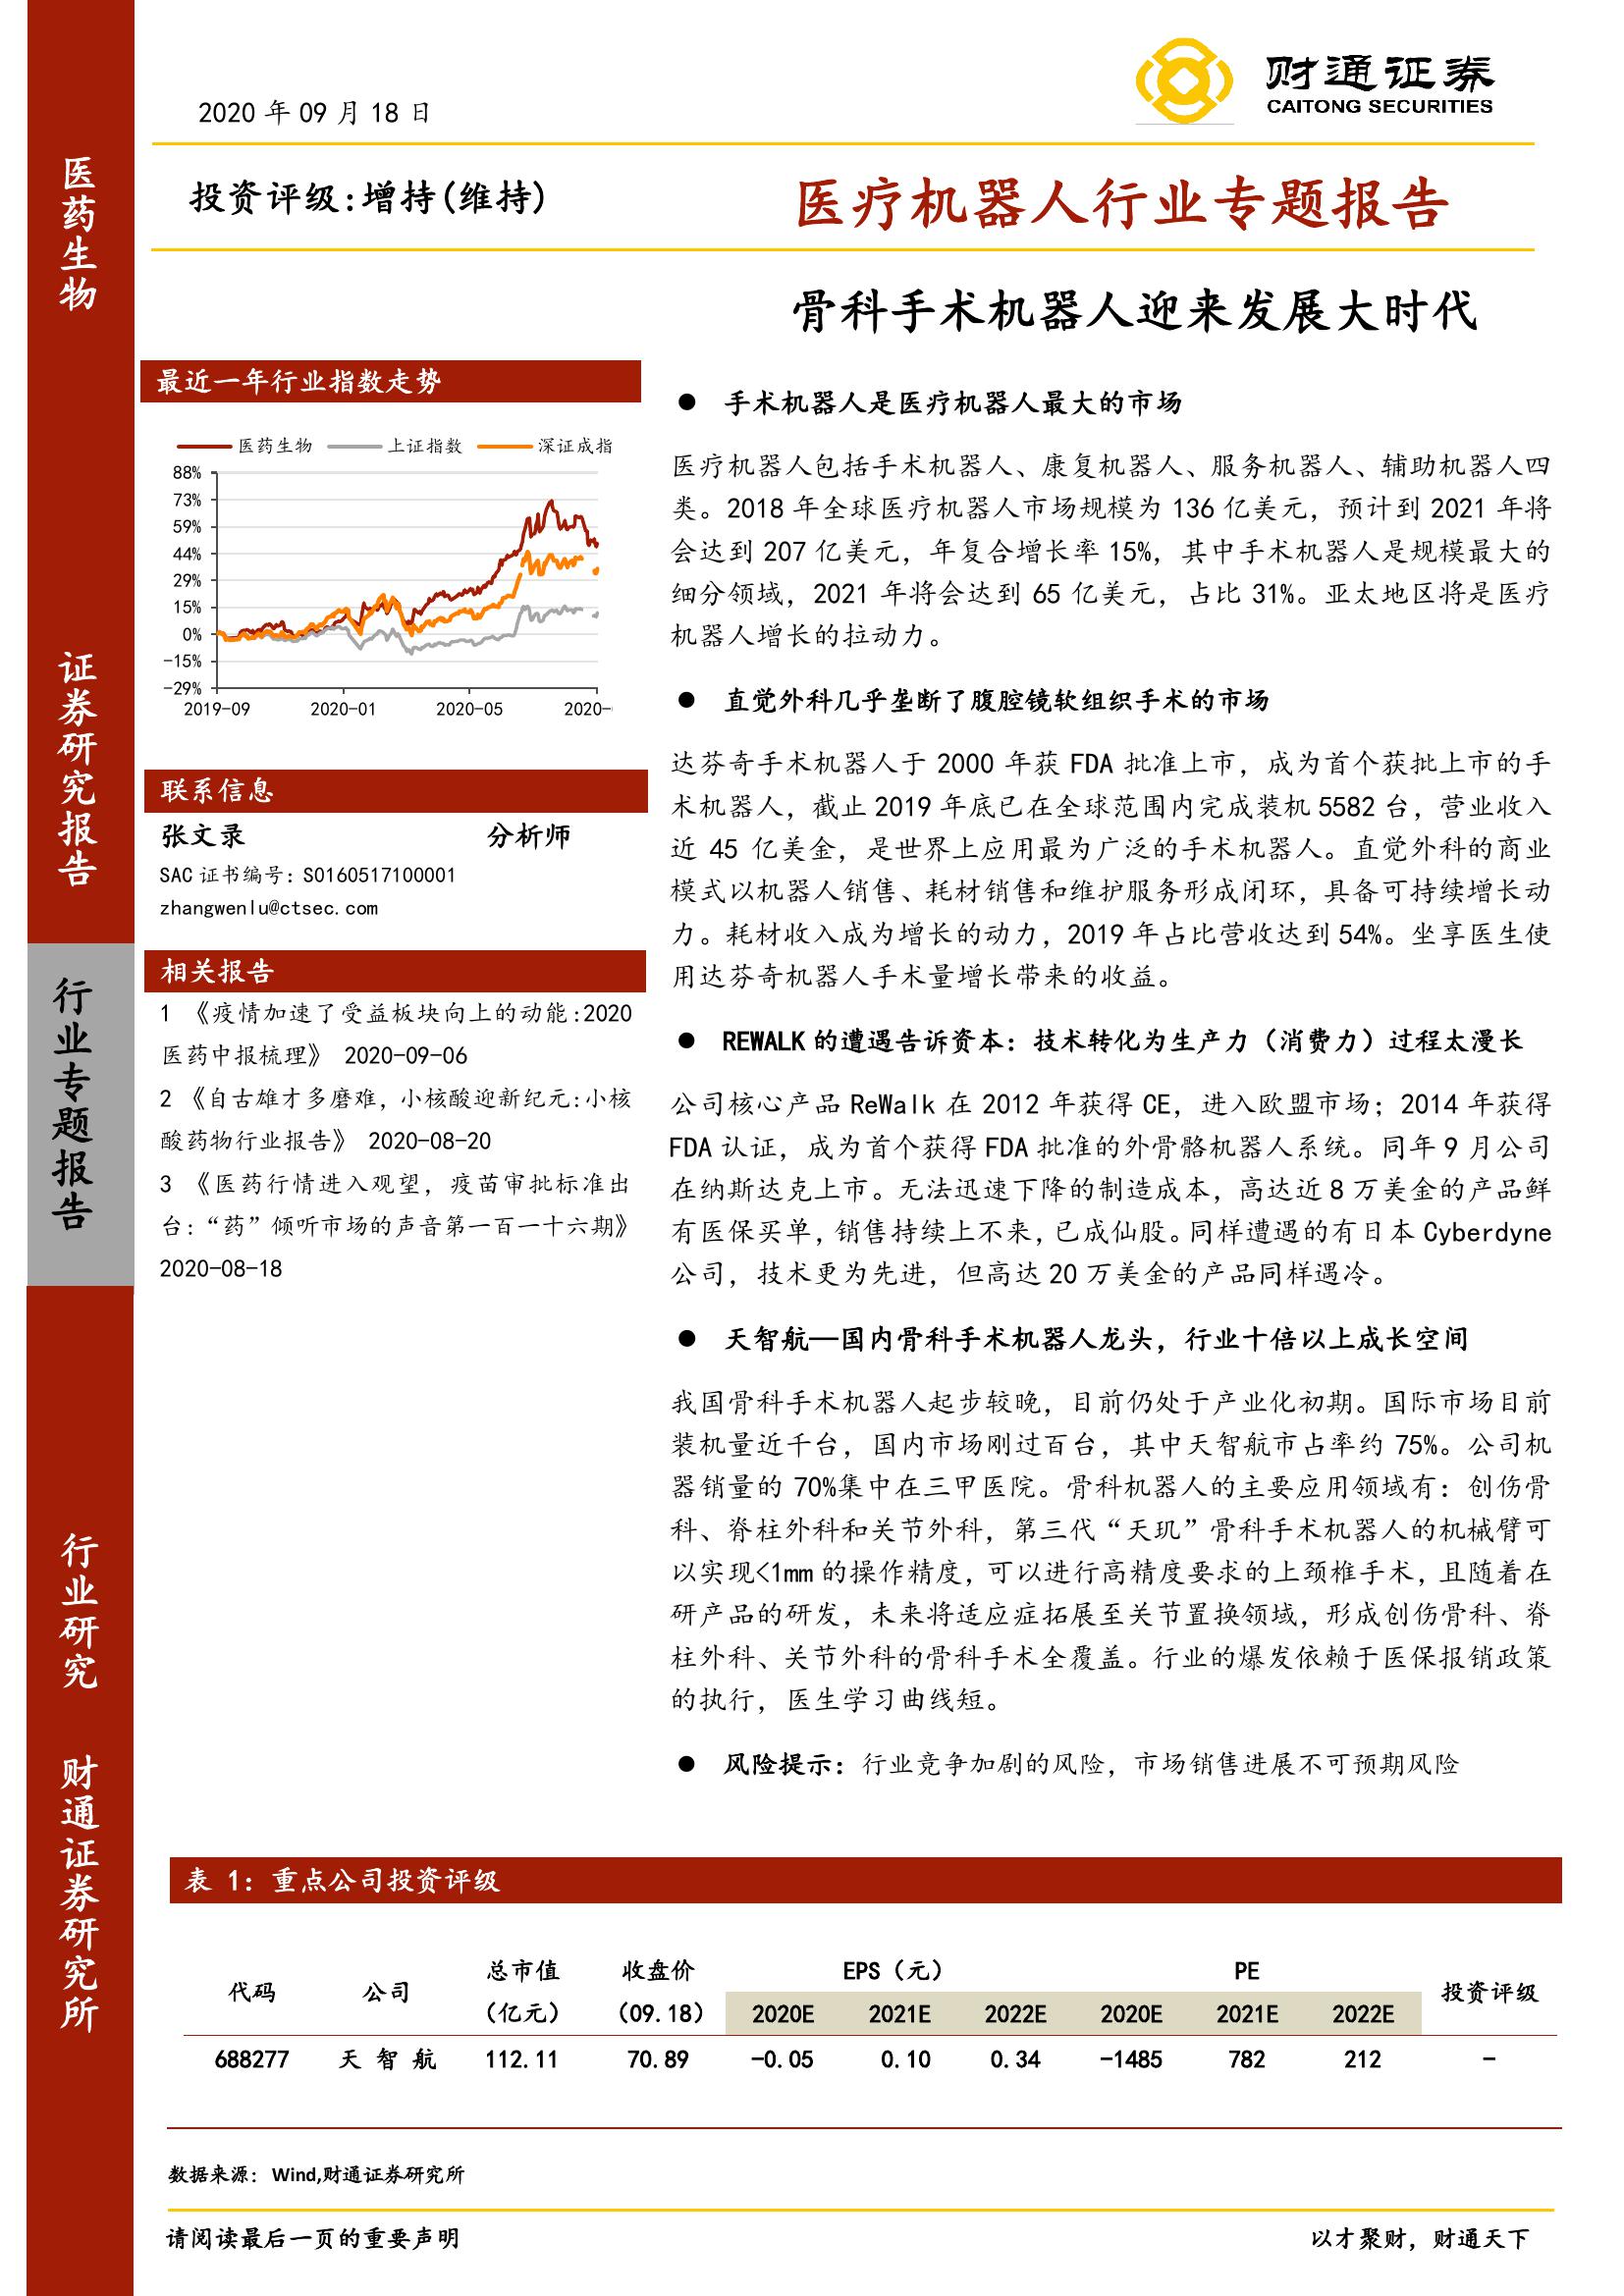 财通证券
CAITONG SECURITIES
2020 年 09 月 18 日
投资评级:增持(维持)
医疗机器人行业专题报告
骨科手术机器人迎来发展大时代
医药生物
证券研究报告
行业专题报告
行业研究
财通证券研究所
最近一年行业指数走势
医药生物 上证指数 深证成指
88%
73%
59%
44%
29%
15%
0%
-15%
-29%
2019-09 2020-01 2020-05 2020-
联系信息
张文录 分析师
SAC 证书编号：S0160517100001
zhangwenlu@ctsec.com
相关报告
1 《疫情加速了受益板块向上的动能:2020
医药中报梳理》 2020-09-06
2 《自古雄才多磨难，小核酸迎新纪元:小核
酸药物行业报告》 2020-08-20
3 《医药行情进入观望，疫苗审批标准出
台：“药”倾听市场的声音第一百一十六期》
2020-08-18
● 手术机器人是医疗机器人最大的市场
医疗机器人包括手术机器人、康复机器人、服务机器人、辅助机器人四
类。2018 年全球医疗机器人市场规模为 136 亿美元，预计到 2021 年将
会达到 207 亿美元，年复合增长率 15%，其中手术机器人是规模最大的
细分领域，2021 年将会达到 65 亿美元，占比 31%。亚太地区将是医疗
机器人增长的拉动力。
● 直觉外科几乎垄断了腹腔镜软组织手术的市场
达芬奇手术机器人于 2000 年获 FDA 批准上市，成为首个获批上市的手
术机器人，截止 2019 年底已在全球范围内完成装机 5582 台，营业收入
近 45 亿美金，是世界上应用最为广泛的手术机器人。直觉外科的商业
模式以机器人销售、耗材销售和维护服务形成闭环，具备可持续增长动
力。耗材收入成为增长的动力，2019 年占比营收达到 54%。坐享医生使
用达芬奇机器人手术量增长带来的收益。
● REWALK 的遭遇告诉资本：技术转化为生产力（消费力）过程太漫长
公司核心产品 ReWalk 在 2012 年获得 CE，进入欧盟市场；2014 年获得
FDA 认证，成为首个获得 FDA 批准的外骨骼机器人系统。同年 9 月公司
在纳斯达克上市。无法迅速下降的制造成本，高达近 8 万美金的产品鲜
有医保买单，销售持续上不来，已成仙股。同样遭遇的有日本 Cyberdyne
公司，技术更为先进，但高达 20 万美金的产品同样遇冷。
● 天智航—国内骨科手术机器人龙头，行业十倍以上成长空间
我国骨科手术机器人起步较晚，目前仍处于产业化初期。国际市场目前
装机量近千台，国内市场刚过百台，其中天智航市占率约 75%。公司机
器销量的 70%集中在三甲医院。骨科机器人的主要应用领域有：创伤骨
科、脊柱外科和关节外科，第三代“天玑”骨科手术机器人的机械臂可
以实现<1mm 的操作精度，可以进行高精度要求的上颈椎手术，且随着在
研产品的研发，未来将适应症拓展至关节置换领域，形成创伤骨科、脊
柱外科、关节外科的骨科手术全覆盖。行业的爆发依赖于医保报销政策
的执行，医生学习曲线短。
● 风险提示：行业竞争加剧的风险，市场销售进展不可预期风险
表 1：重点公司投资评级
代码 公司 总市值 收盘价 EPS（元） PE 投资评级
（亿元） （09.18） 2020E 2021E 2022E 2020E 2021E 2022E
688277 天 智 航 112.11 70.89 -0.05 0.10 0.34 -1485 782 212 -
数据来源：Wind,财通证券研究所
请阅读最后一页的重要声明 以才聚财，财通天下